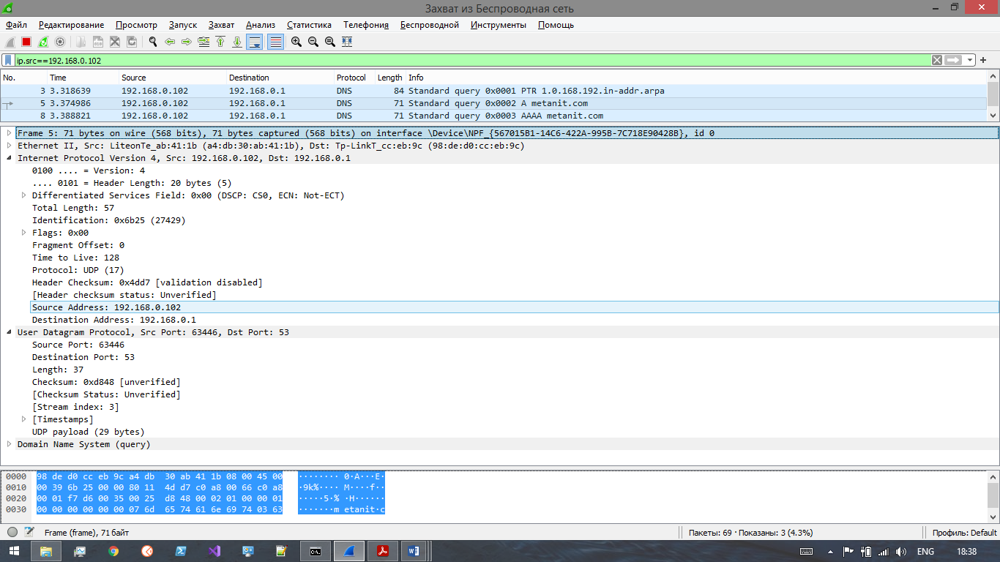 Захват из Беспроводная сеть
Файл Редактирование Просмотр Запуск Захват Анализ Статистика Телефония Беспроводной Инструменты Помощь
ip.src==192.168.0.102
No. Time Source Destination Protocol Length Info
3 3.318639 192.168.0.102 192.168.0.1 DNS 84 Standard query 0x0001 PTR 1.0.168.192.in-addr.arpa
5 3.374986 192.168.0.102 192.168.0.1 DNS 71 Standard query 0x0002 A metanit.com
8 3.388821 192.168.0.102 192.168.0.1 DNS 71 Standard query 0x0003 AAAA metanit.com
Frame 5: 71 bytes on wire (568 bits), 71 bytes captured (568 bits) on interface \Device\NPF_{567015B1-14C6-422A-995B-7C718E90428B}, id 0
Ethernet II, Src: LiteonTe_ab:41:1b (a4:db:30:ab:41:1b), Dst: Tp-LinkT_cc:eb:9c (98:de:d0:cc:eb:9c)
Internet Protocol Version 4, Src: 192.168.0.102, Dst: 192.168.0.1
0100 .... = Version: 4
.... 0101 = Header Length: 20 bytes (5)
Differentiated Services Field: 0x00 (DSCP: CS0, ECN: Not-ECT)
Total Length: 57
Identification: 0x6b25 (27429)
Flags: 0x00
Fragment Offset: 0
Time to Live: 128
Protocol: UDP (17)
Header Checksum: 0x4dd7 [validation disabled]
[Header checksum status: Unverified]
Source Address: 192.168.0.102
Destination Address: 192.168.0.1
User Datagram Protocol, Src Port: 63446, Dst Port: 53
Source Port: 63446
Destination Port: 53
Length: 37
Checksum: 0xd848 [unverified]
[Checksum Status: Unverified]
[Stream index: 3]
[Timestamps]
UDP payload (29 bytes)
Domain Name System (query)
0000 98 de d0 cc eb 9c a4 db 30 ab 41 1b 08 00 45 00 ········ 0·A···E·
0010 00 39 6b 25 00 00 80 11 4d d7 c0 a8 00 66 c0 a8 ·9k%···· M····f··
0020 00 01 f7 d6 00 35 00 25 d8 48 00 02 01 00 00 01 ·····5·% ·H······
0030 00 00 00 00 00 00 07 6d 65 74 61 6e 69 74 03 63 ·······m etanit·c
Frame (frame), 71 байт Пакеты: 69 · Показаны: 3 (4.3%) Профиль: Default
ENG 18:38